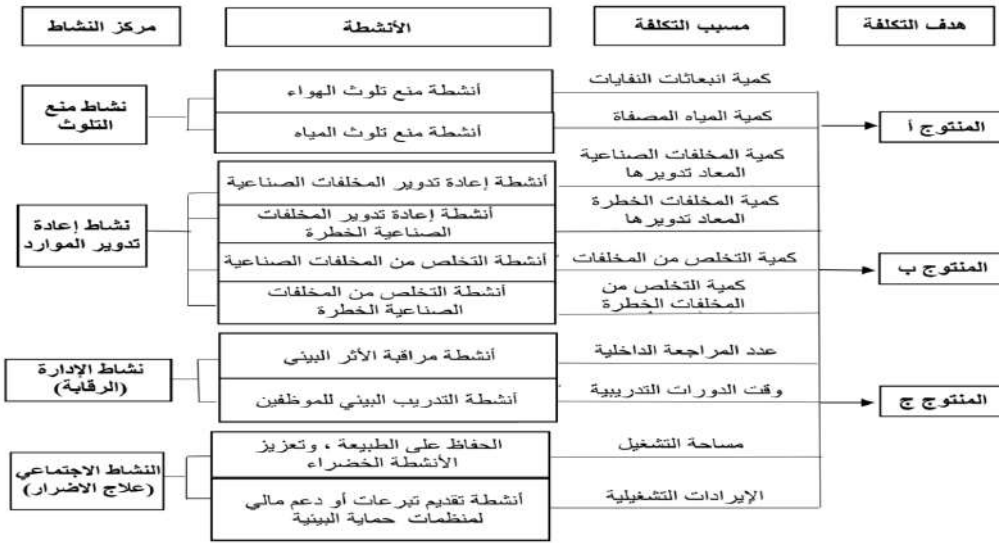 مركز النشاط
الأنشطة
مسبب التكلفة
هدف التكلفة
نشاط منع
التلوث
أنشطة منع تلوث الهواء
كمية انبعاثات النفايات
أنشطة منع تلوث المياه
كمية المياه المصفاة
المنتوج أ
نشاط إعادة
تدوير الموارد
أنشطة إعادة تدوير المخلفات الصناعية
كمية المخلفات الصناعية
المعاد تدويرها
أنشطة إعادة تدوير المخلفات
الصناعية الخطرة
كمية المخلفات الخطرة
المعاد تدويرها
أنشطة التخلص من المخلفات الصناعية
كمية التخلص من المخلفات
أنشطة التخلص من المخلفات
الصناعية الخطرة
كمية التخلص من
المخلفات الخطرة
المنتوج ب
نشاط الإدارة
(الرقابة)
أنشطة مراقبة الأثر البيئي
عدد المراجعة الداخلية
أنشطة التدريب البيئي للموظفين
وقت الدورات التدريبية
المنتوج ج
النشاط الاجتماعي
(علاج الاضرار)
الحفاظ على الطبيعة ، وتعزيز
الأنشطة الخضراء
مساحة التشغيل
أنشطة تقديم تبرعات أو دعم مالي
لمنظمات حماية البيئية
الإيرادات التشغيلية